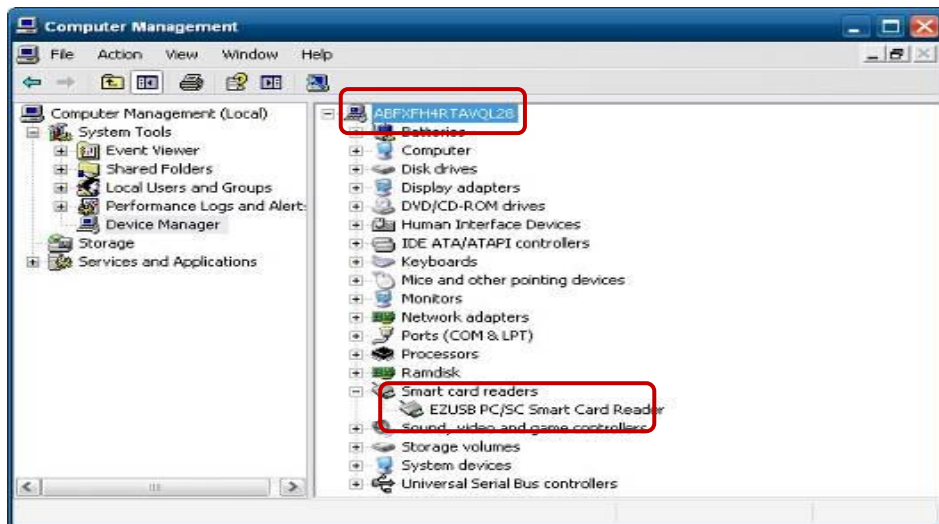 Computer Management
File Action View Window Help
Computer Management (Local)
System Tools
Event Viewer
Shared Folders
Local Users and Groups
Performance Logs and Alert:
Device Manager
Storage
Services and Applications
ABFXFH4RTAVQL28
Batteries
Computer
Disk drives
Display adapters
DVD/CD-ROM drives
Human Interface Devices
IDE ATA/ATAPI controllers
Keyboards
Mice and other pointing devices
Monitors
Network adapters
Ports (COM & LPT)
Processors
Ramdisk
Smart card readers
EZUSB PC/SC Smart Card Reader
Sound, video and game controllers
Storage volumes
System devices
Universal Serial Bus controllers